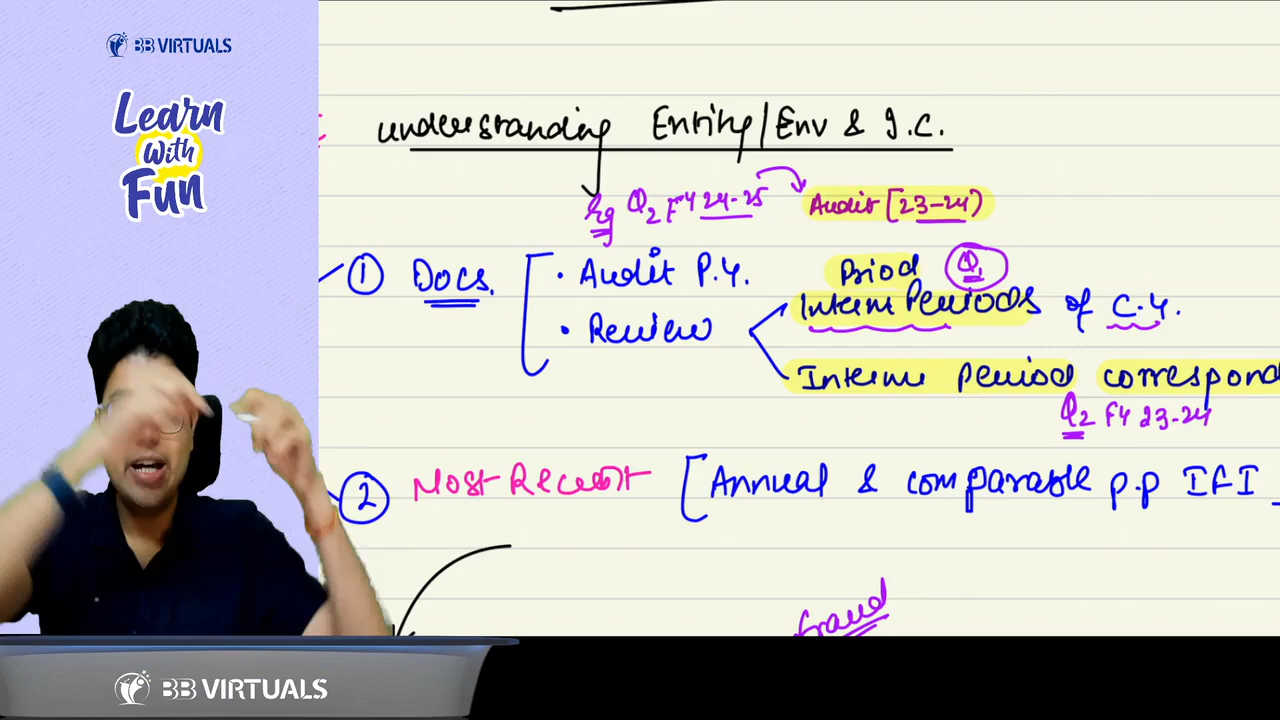 BB VIRTUALS
Learn
With
Fun
understanding Entity/Env & I.C.
Eg Q2 FY 24-25 Audit [23-24)
① Docs. • Audit P.Y. Priod Q1
Interim Periods of C.Y.
• Review
Interim period correspond
Q2 FY 23-24
② Most Recent [Annual & comparable p.p IFI
fraud
BB VIRTUALS